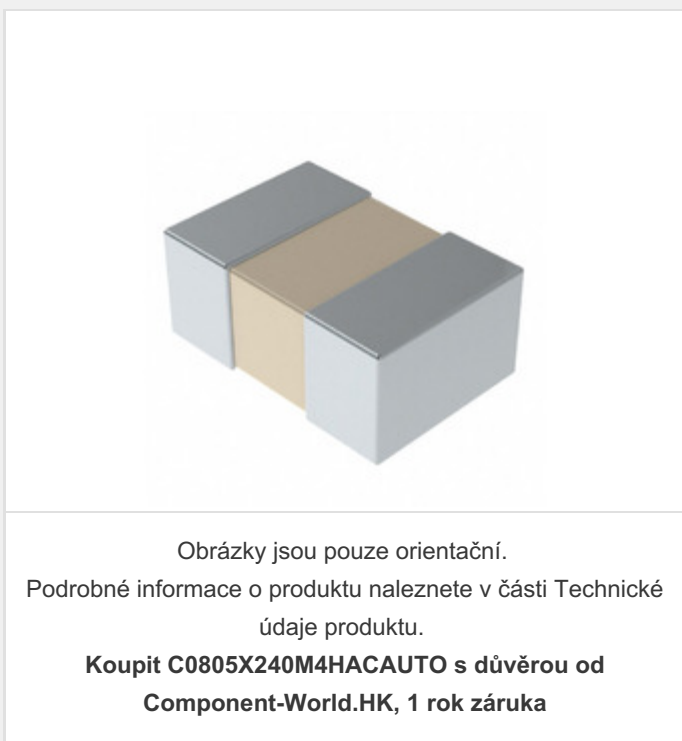 Obrázky jsou pouze orientační.
Podrobné informace o produktu naleznete v části Technické
údaje produktu.
Koupit C0805X240M4HACAUTO s důvěrou od
Component-World.HK, 1 rok záruka